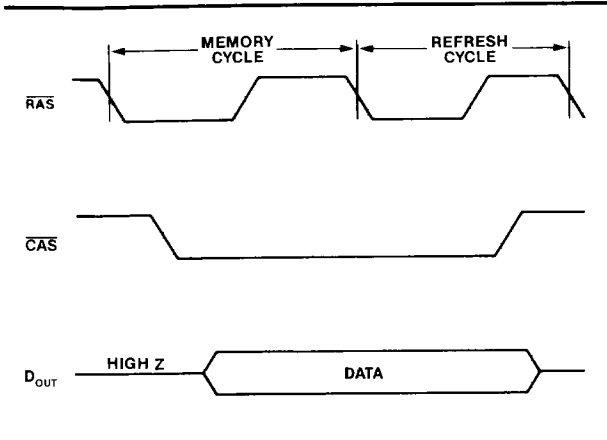 MEMORY
CYCLE
REFRESH
CYCLE
RAS
CAS
HIGH Z
DOUT
DATA